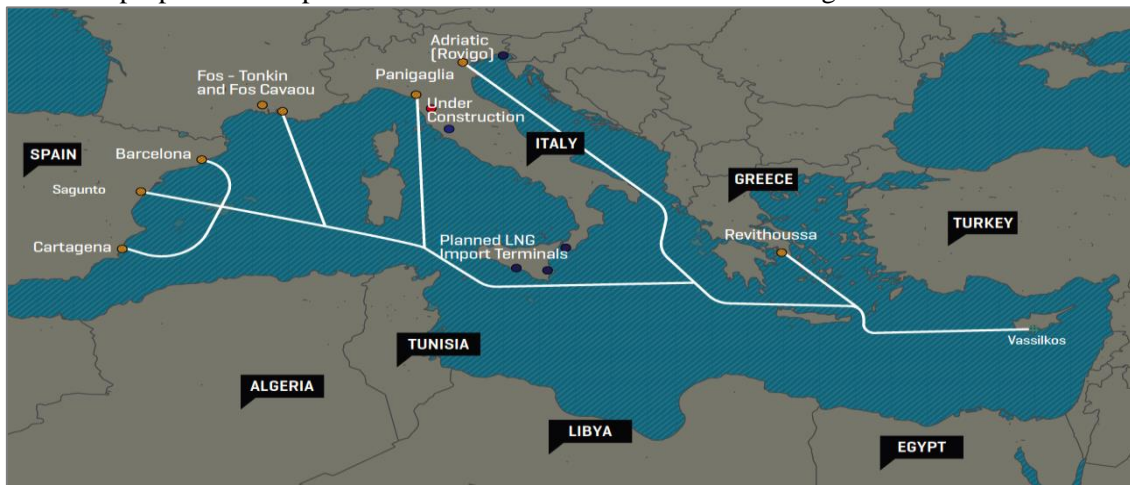 Adriatic
(Rovigo)
Fos - Tonkin
and Fos Cavaou
Panigaglia
Under
Construction
SPAIN
Barcelona
ITALY
Sagunto
GREECE
TURKEY
Revithoussa
Cartagena
Planned LNG
Import Terminals
Vassilkos
TUNISIA
ALGERIA
LIBYA
EGYPT